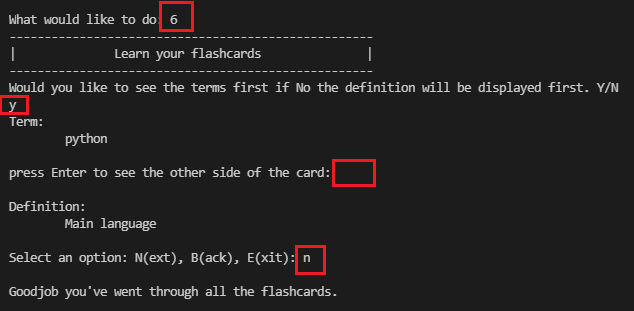 What would like to do: 6
----------------------------------------------------
|              Learn your flashcards               |
----------------------------------------------------
Would you like to see the terms first if No the definition will be displayed first. Y/N
y
Term:
        python
press Enter to see the other side of the card:
Definition:
        Main language
Select an option: N(ext), B(ack), E(xit): n
Goodjob you've went through all the flashcards.